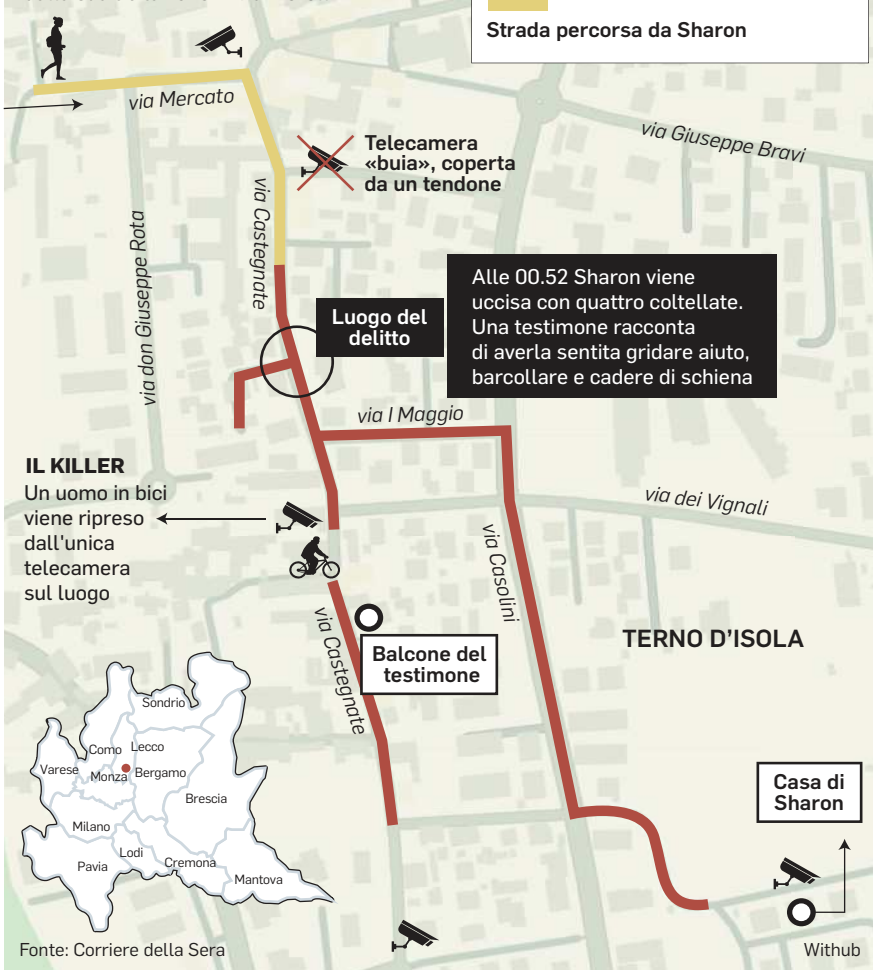 Strada percorsa da Sharon
via Mercato
via Giuseppe Bravi
Telecamera
«buia», coperta
da un tendone
via Castegnate
via don Giuseppe Rota
Alle 00.52 Sharon viene
uccisa con quattro coltellate.
Una testimone racconta
di averla sentita gridare aiuto,
barcollare e cadere di schiena
Luogo del
delitto
via I Maggio
IL KILLER
Un uomo in bici
viene ripreso
dall'unica
telecamera
sul luogo
via dei Vignali
via Casolini
via Castegnate
TERNO D'ISOLA
Balcone del
testimone
Sondrio
Como
Lecco
Varese
Monza
Bergamo
Brescia
Milano
Lodi
Cremona
Pavia
Mantova
Casa di
Sharon
Fonte: Corriere della Sera
Withub